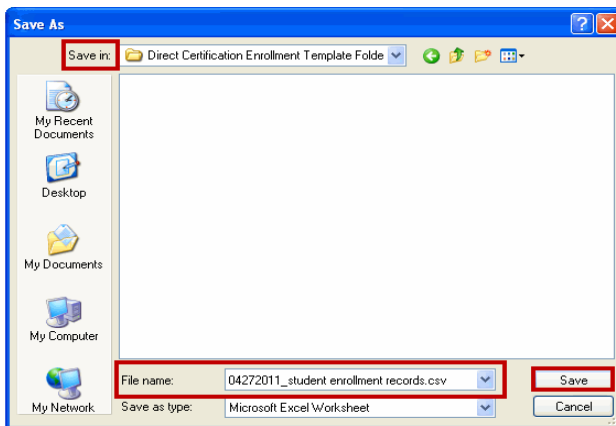 Save As
Save in: Direct Certification Enrollment Template Folde
My Recent
Documents
Desktop
My Documents
My Computer
My Network
File name: 04272011_student enrollment records.csv Save
Save as type: Microsoft Excel Worksheet Cancel